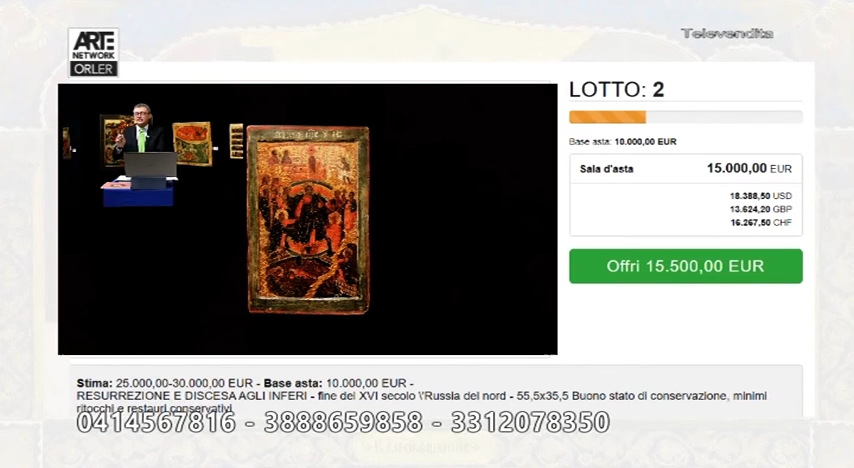 ARTE
NETWORK
ORLER
Televendita
LOTTO: 2
Base asta: 10.000,00 EUR
Sala d'asta 15.000,00 EUR
18.388,50 USD
13.624,20 GBP
16.267,50 CHF
Offri 15.500,00 EUR
Stima: 25.000,00-30.000,00 EUR - Base asta: 10.000,00 EUR -
RESURREZIONE E DISCESA AGLI INFERI - fine del XVI secolo \'Russia del nord - 55,5x35,5 Buono stato di conservazione, minimi
ritocchi e restauri conservativi
0414567816 - 3888659858 - 3312078350